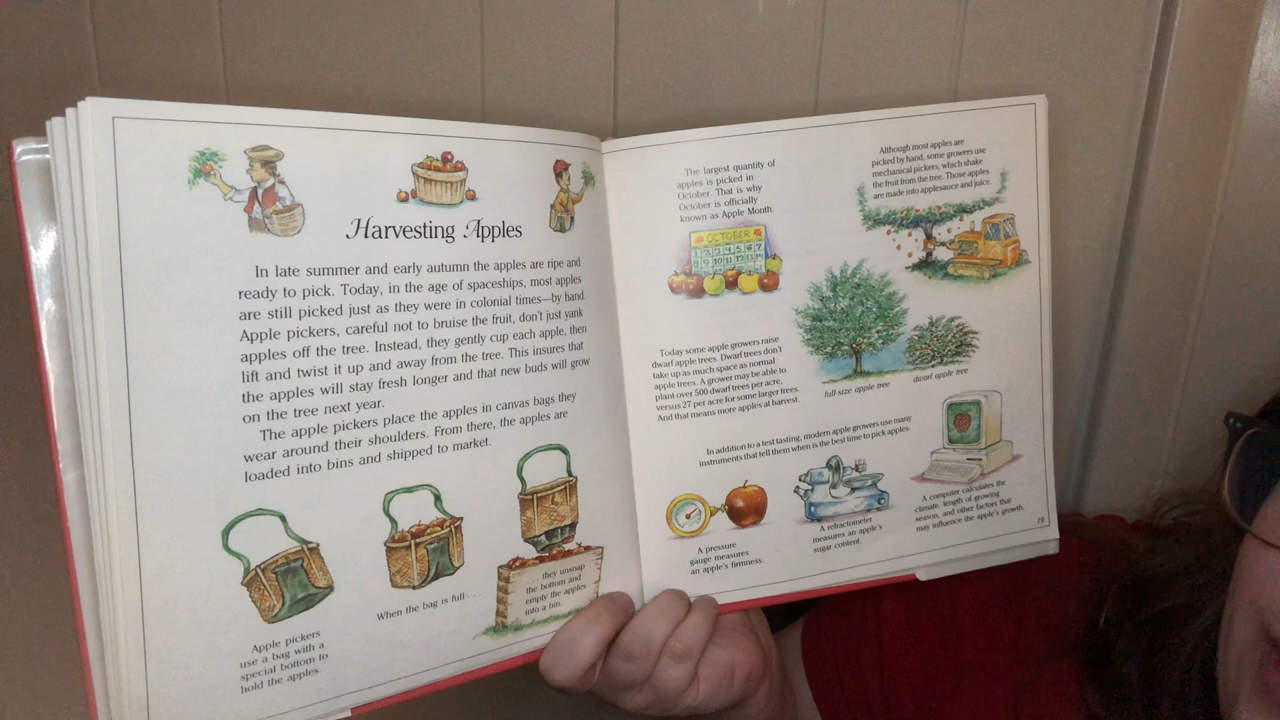 Harvesting Apples
In late summer and early autumn the apples are ripe and
ready to pick. Today, in the age of spaceships, most apples
are still picked just as they were in colonial times—by hand.
Apple pickers, careful not to bruise the fruit, don't just yank
apples off the tree. Instead, they gently cup each apple, then
lift and twist it up and away from the tree. This insures that
the apples will stay fresh longer and that new buds will grow
on the tree next year.
The apple pickers place the apples in canvas bags they
wear around their shoulders. From there, the apples are
loaded into bins and shipped to market.
Apple pickers
use a bag with a
special bottom to
hold the apples.
When the bag is full . . .
. . . they unsnap
the bottom and
empty the apples
into a bin.
The largest quantity of
apples is picked in
October. That is why
October is officially
known as Apple Month.
OCTOBER
1 2 3 4 5 6 7
8 9 10 11 12 13 14
Although most apples are
picked by hand, some growers use
mechanical pickers, which shake
the fruit from the tree. Those apples
are made into applesauce and juice.
Today some apple growers raise
dwarf apple trees. Dwarf trees don't
take up as much space as normal
apple trees. A grower may be able to
plant over 500 dwarf trees per acre,
versus 27 per acre for some larger trees.
And that means more apples at harvest.
full-size apple tree
dwarf apple tree
In addition to a test tasting, modern apple growers use many
instruments that tell them when is the best time to pick apples.
A pressure
gauge measures
an apple's firmness.
A refractometer
measures an apple's
sugar content.
A computer calculates the
climate, length of growing
season, and other factors that
may influence the apple's growth.
19